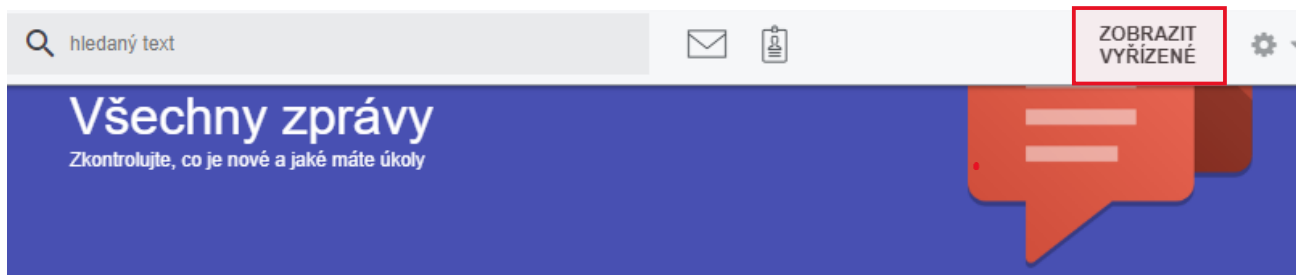 hledaný text
ZOBRAZIT
VYŘÍZENÉ
Všechny zprávy
Zkontrolujte, co je nové a jaké máte úkoly